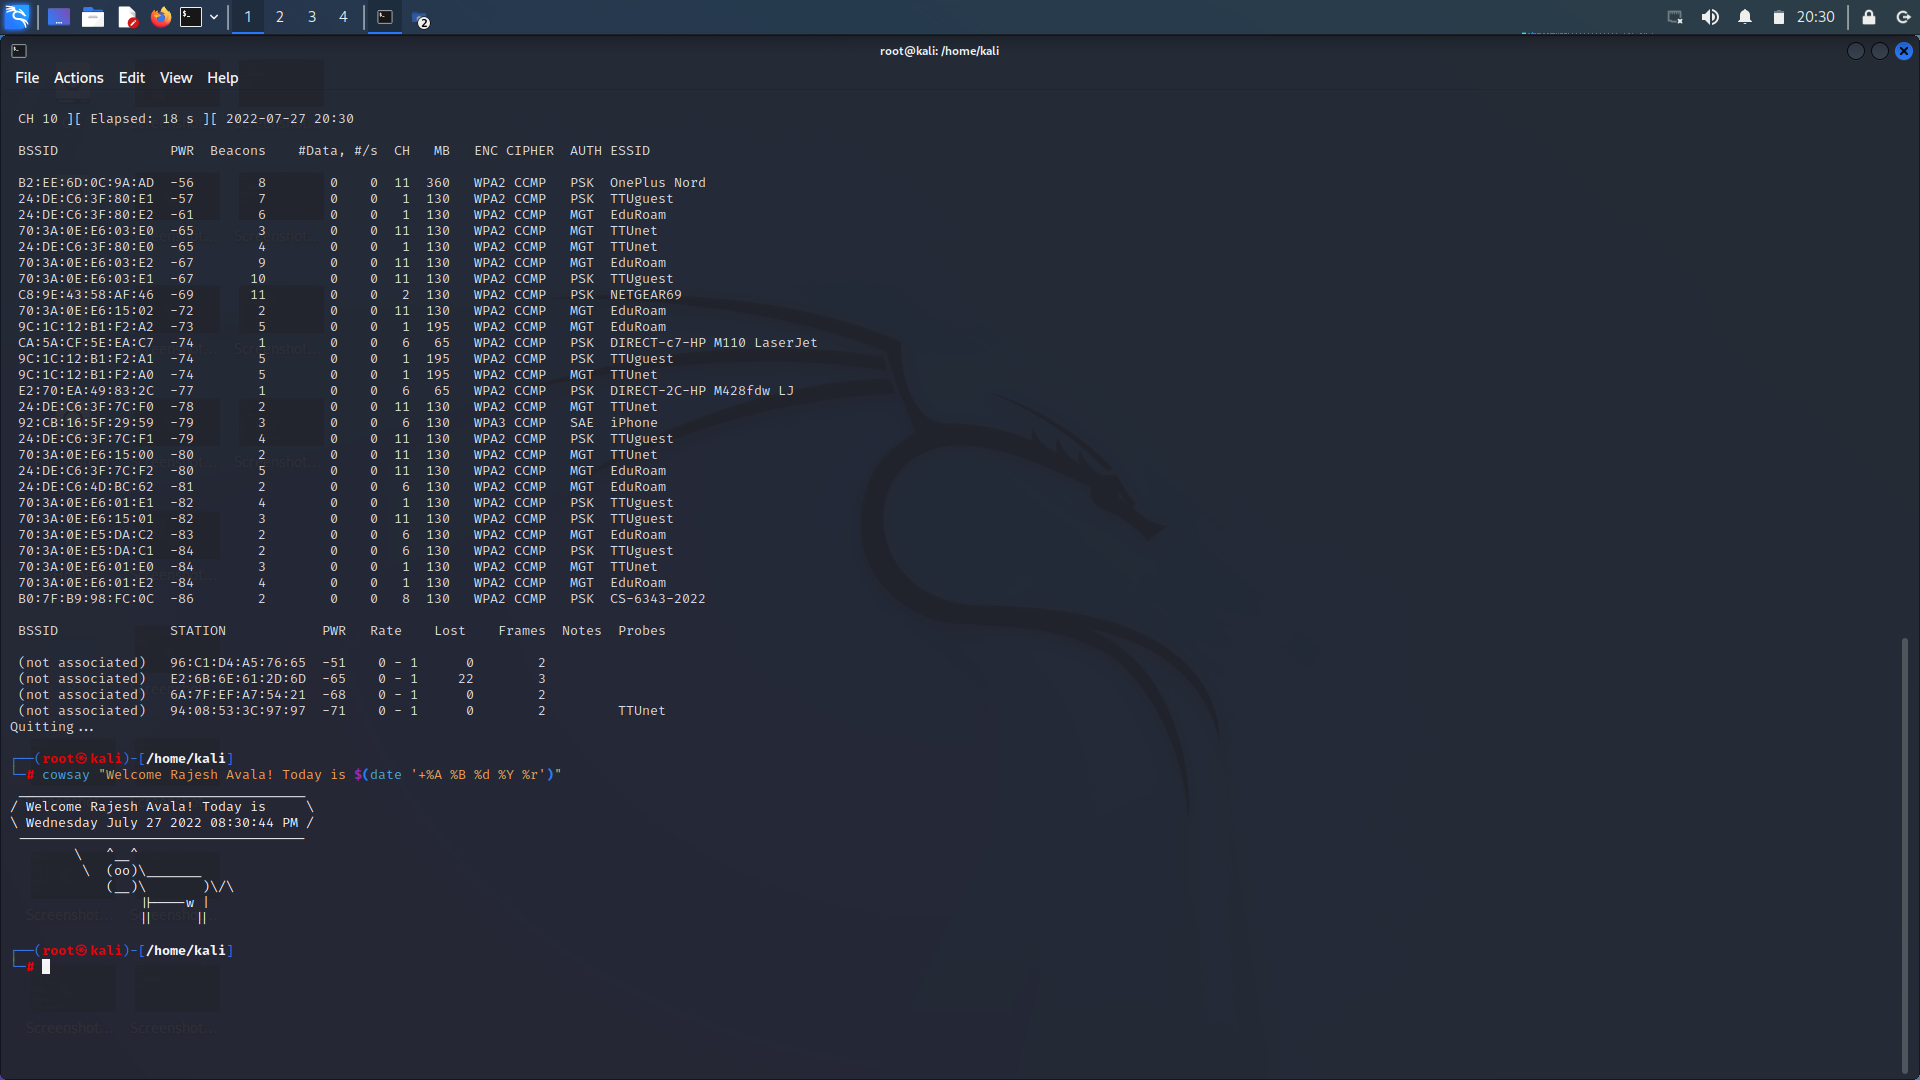 1 2 3 4 2 20:30
root@kali: /home/kali
File Actions Edit View Help
CH 10 ][ Elapsed: 18 s ][ 2022-07-27 20:30
BSSID PWR Beacons #Data, #/s CH MB ENC CIPHER AUTH ESSID
B2:EE:6D:0C:9A:AD -56 8 0 0 11 360 WPA2 CCMP PSK OnePlus Nord
24:DE:C6:3F:80:E1 -57 7 0 0 1 130 WPA2 CCMP PSK TTUguest
24:DE:C6:3F:80:E2 -61 6 0 0 1 130 WPA2 CCMP MGT EduRoam
70:3A:0E:E6:03:E0 -65 3 0 0 11 130 WPA2 CCMP MGT TTUnet
24:DE:C6:3F:80:E0 -65 4 0 0 1 130 WPA2 CCMP MGT TTUnet
70:3A:0E:E6:03:E2 -67 9 0 0 11 130 WPA2 CCMP MGT EduRoam
70:3A:0E:E6:03:E1 -67 10 0 0 11 130 WPA2 CCMP PSK TTUguest
C8:9E:43:58:AF:46 -69 11 0 0 2 130 WPA2 CCMP PSK NETGEAR69
70:3A:0E:E6:15:02 -72 2 0 0 11 130 WPA2 CCMP MGT EduRoam
9C:1C:12:B1:F2:A2 -73 5 0 0 1 195 WPA2 CCMP MGT EduRoam
CA:5A:CF:5E:EA:C7 -74 1 0 0 6 65 WPA2 CCMP PSK DIRECT-c7-HP M110 LaserJet
9C:1C:12:B1:F2:A1 -74 5 0 0 1 195 WPA2 CCMP PSK TTUguest
9C:1C:12:B1:F2:A0 -74 5 0 0 1 195 WPA2 CCMP MGT TTUnet
E2:70:EA:49:83:2C -77 1 0 0 6 65 WPA2 CCMP PSK DIRECT-2C-HP M428fdw LJ
24:DE:C6:3F:7C:F0 -78 2 0 0 11 130 WPA2 CCMP MGT TTUnet
92:CB:16:5F:29:59 -79 3 0 0 6 130 WPA3 CCMP SAE iPhone
24:DE:C6:3F:7C:F1 -79 4 0 0 11 130 WPA2 CCMP PSK TTUguest
70:3A:0E:E6:15:00 -80 2 0 0 11 130 WPA2 CCMP MGT TTUnet
24:DE:C6:3F:7C:F2 -80 5 0 0 11 130 WPA2 CCMP MGT EduRoam
24:DE:C6:4D:BC:62 -81 2 0 0 6 130 WPA2 CCMP MGT EduRoam
70:3A:0E:E6:01:E1 -82 4 0 0 1 130 WPA2 CCMP PSK TTUguest
70:3A:0E:E6:15:01 -82 3 0 0 11 130 WPA2 CCMP PSK TTUguest
70:3A:0E:E5:DA:C2 -83 2 0 0 6 130 WPA2 CCMP MGT EduRoam
70:3A:0E:E5:DA:C1 -84 2 0 0 6 130 WPA2 CCMP PSK TTUguest
70:3A:0E:E6:01:E0 -84 3 0 0 1 130 WPA2 CCMP MGT TTUnet
70:3A:0E:E6:01:E2 -84 4 0 0 1 130 WPA2 CCMP MGT EduRoam
B0:7F:B9:98:FC:0C -86 2 0 0 8 130 WPA2 CCMP PSK CS-6343-2022
BSSID STATION PWR Rate Lost Frames Notes Probes
(not associated) 96:C1:D4:A5:76:65 -51 0 - 1 0 2
(not associated) E2:6B:6E:61:2D:6D -65 0 - 1 22 3
(not associated) 6A:7F:EF:A7:54:21 -68 0 - 1 0 2
(not associated) 94:08:53:3C:97:97 -71 0 - 1 0 2 TTUnet
Quitting...
┌──(root㉿kali)-[/home/kali]
└─# cowsay "Welcome Rajesh Avala! Today is $(date '+%A %B %d %Y %r')"
____________________________________
/ Welcome Rajesh Avala! Today is \
\ Wednesday July 27 2022 08:30:44 PM /
------------------------------------
\ ^__^
\ (oo)\_______
(__)\ )\/\
||----w |
|| ||
Screenshot... Screenshot...
┌──(root㉿kali)-[/home/kali]
└─#
Screenshot... Screenshot...